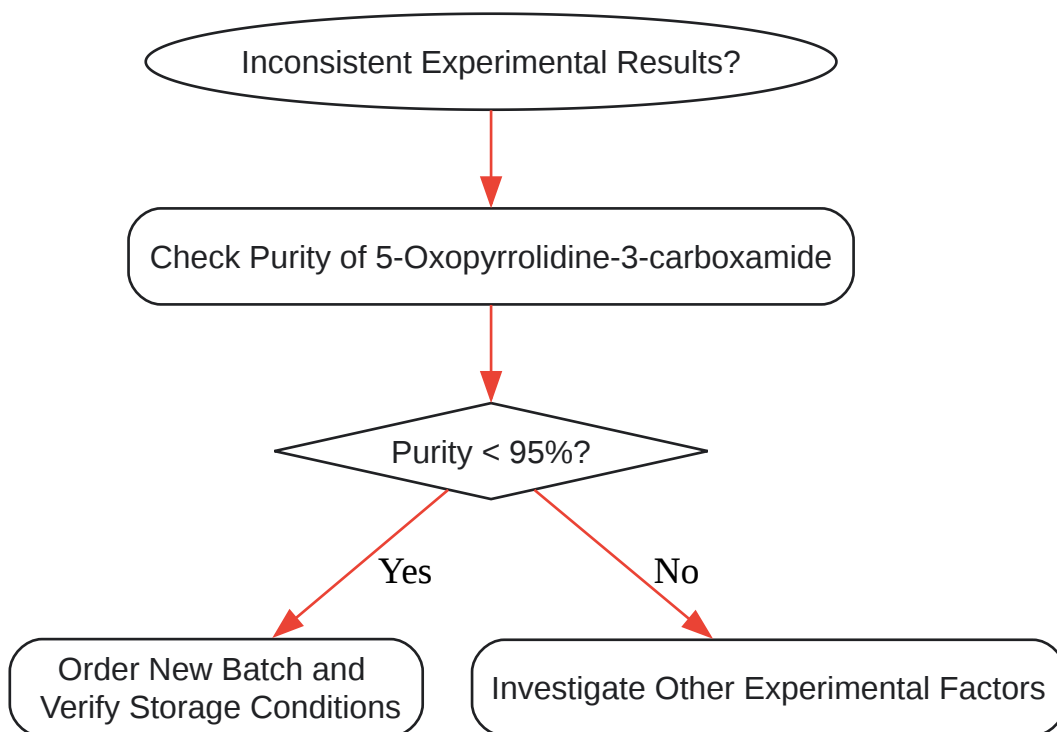 Inconsistent Experimental Results?
Check Purity of 5-Oxopyrrolidine-3-carboxamide
Purity < 95%?
Yes
No
Order New Batch and
Verify Storage Conditions
Investigate Other Experimental Factors